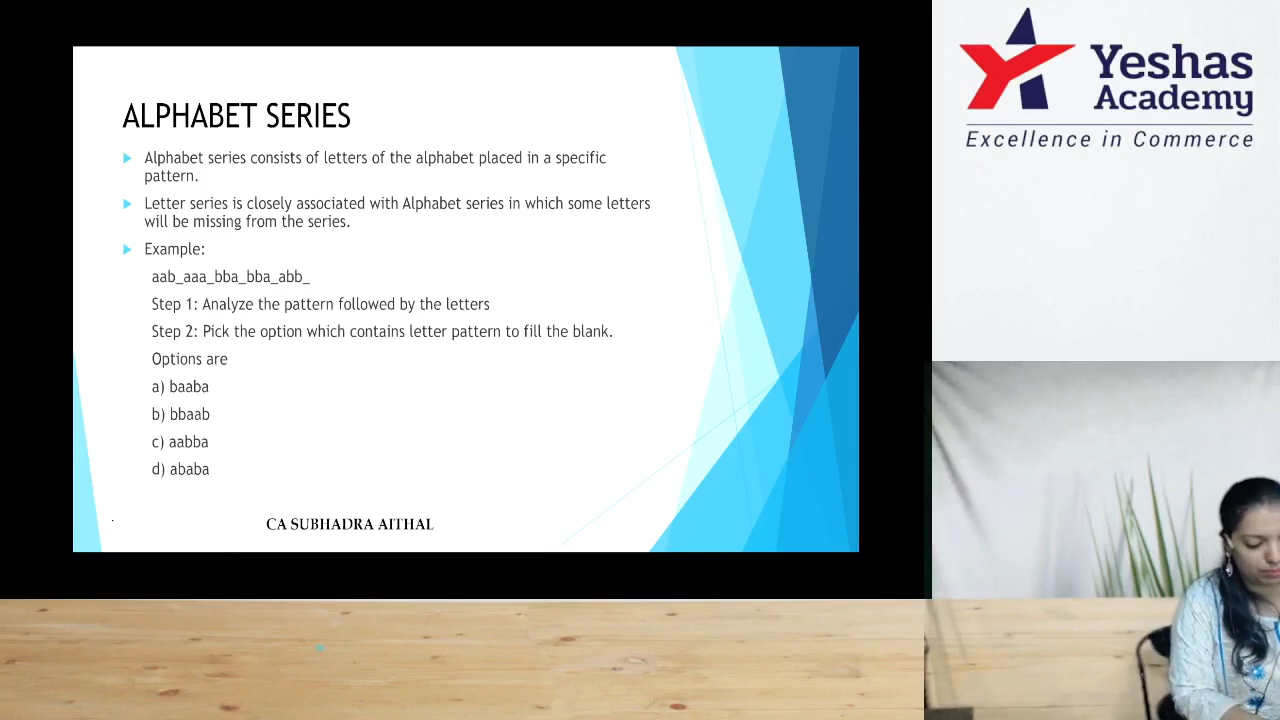 ALPHABET SERIES
Alphabet series consists of letters of the alphabet placed in a specific
pattern.
Letter series is closely associated with Alphabet series in which some letters
will be missing from the series.
Example:
aab_aaa_bba_bba_abb_
Step 1: Analyze the pattern followed by the letters
Step 2: Pick the option which contains letter pattern to fill the blank.
Options are
a) baaba
b) bbaab
c) aabba
d) ababa
CA SUBHADRA AITHAL
Yeshas
Academy
Excellence in Commerce